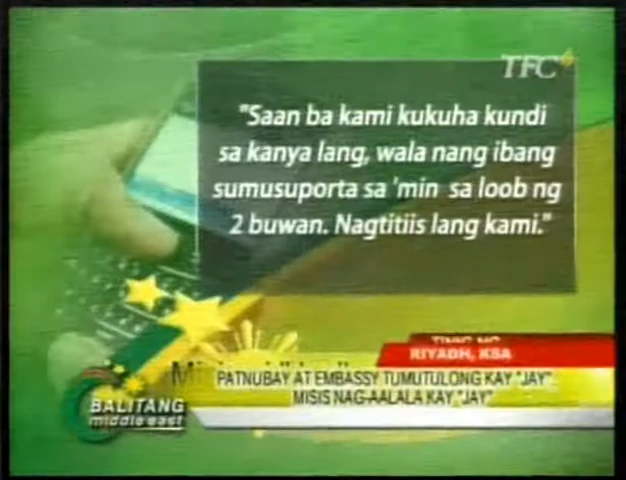 TFC
"Saan ba kami kukuha kundi
sa kanya lang, wala nang ibang
sumusuporta sa 'min sa loob ng
2 buwan. Nagtitiis lang kami."
RIYADH, KSA
PATNUBAY AT EMBASSY TUMUTULONG KAY "JAY",
MISIS NAG-AALALA KAY "JAY"
BALITANG
middle east